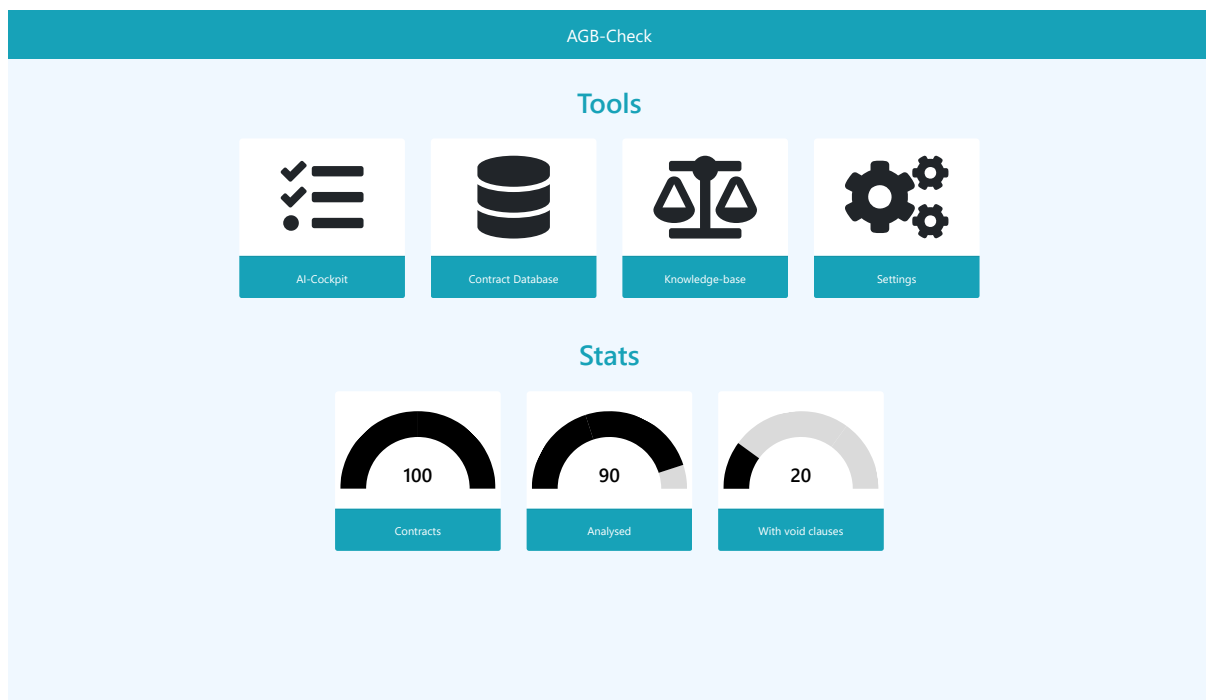 AGB-Check
Tools
AI-Cockpit
Contract Database
Knowledge-base
Settings
Stats
100
90
20
Contracts
Analysed
With void clauses